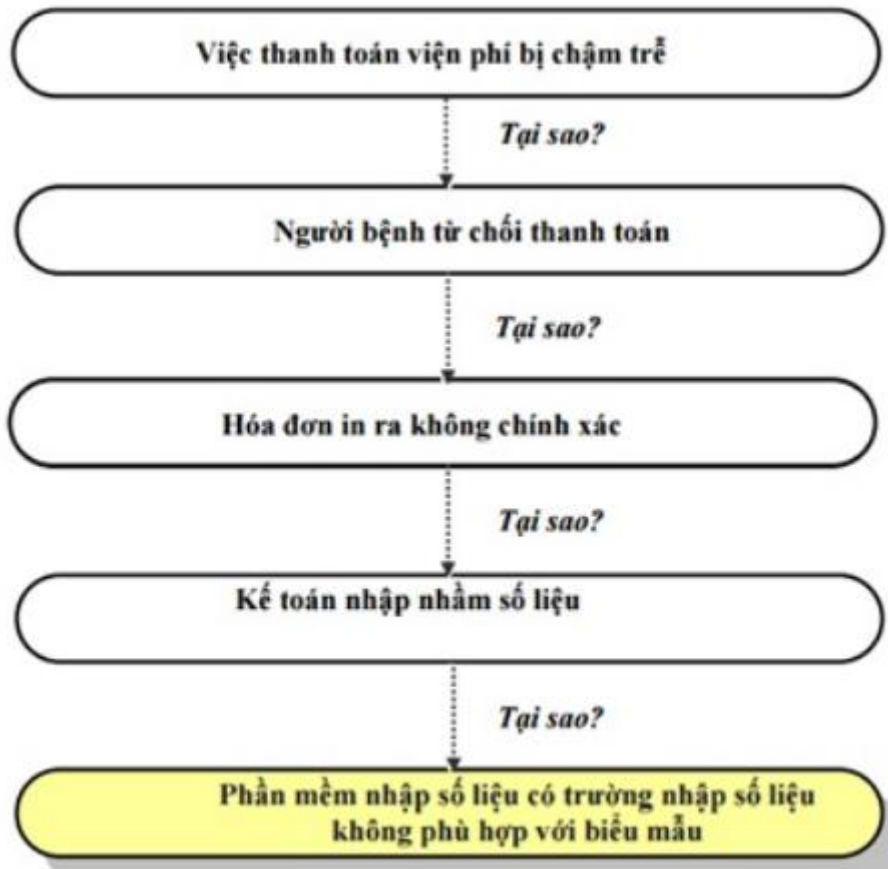 Việc thanh toán viện phí bị chậm trễ
Tại sao?
Người bệnh từ chối thanh toán
Tại sao?
Hóa đơn in ra không chính xác
Tại sao?
Kế toán nhập nhầm số liệu
Tại sao?
Phần mềm nhập số liệu có trường nhập số liệu
không phù hợp với biểu mẫu